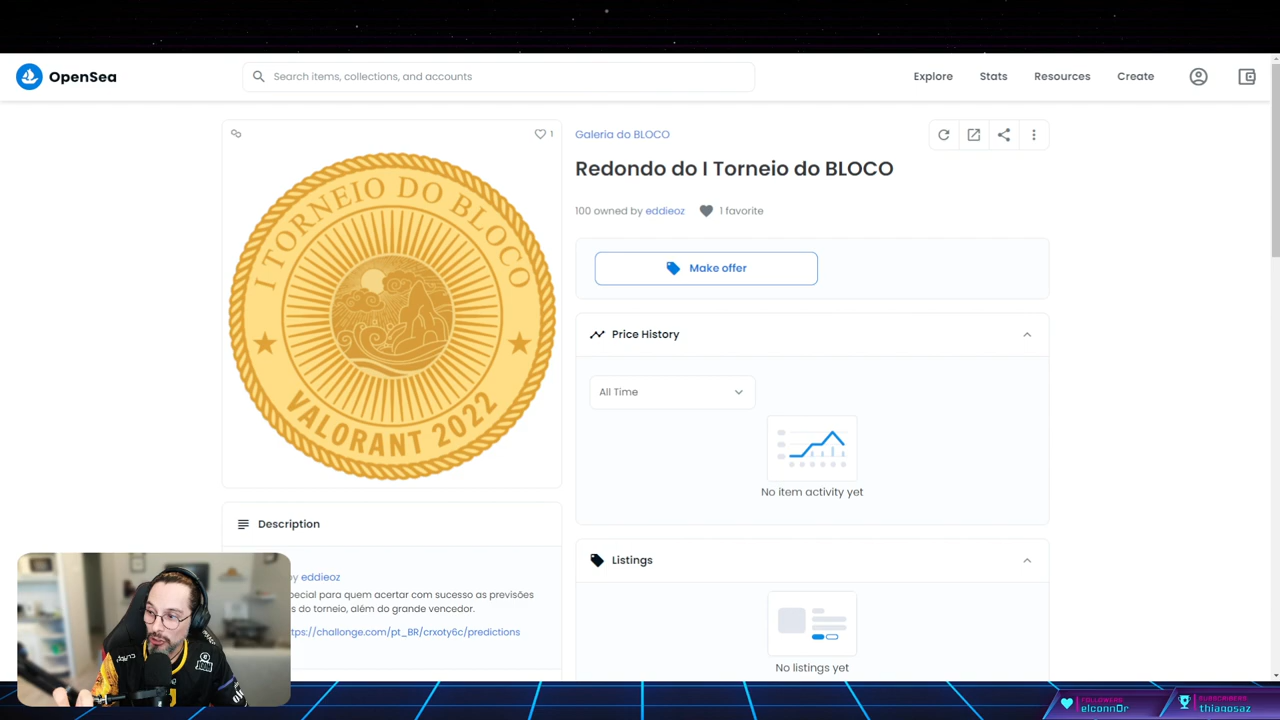 OpenSea
Search items, collections, and accounts
Explore
Stats
Resources
Create
1
I TORNEIO DO BLOCO
VALORANT 2022
Galeria do BLOCO
Redondo do I Torneio do BLOCO
100 owned by eddieoz
1 favorite
Make offer
Price History
All Time
No item activity yet
Description
by eddieoz
pecial para quem acertar com sucesso as previsões
s do torneio, além do grande vencedor.
tps://challonge.com/pt_BR/crxoty6c/predictions
Listings
No listings yet
FOLLOWERS
elconn0r
SUBSCRIBERS
thiagosaz